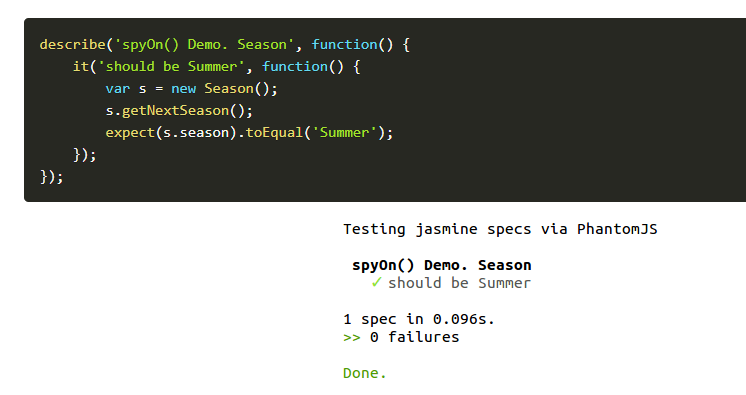 describe('spyOn() Demo. Season', function() {
    it('should be Summer', function() {
        var s = new Season();
        s.getNextSeason();
        expect(s.season).toEqual('Summer');
    });
});
Testing jasmine specs via PhantomJS
spyOn() Demo. Season
✓ should be Summer
1 spec in 0.096s.
>> 0 failures
Done.